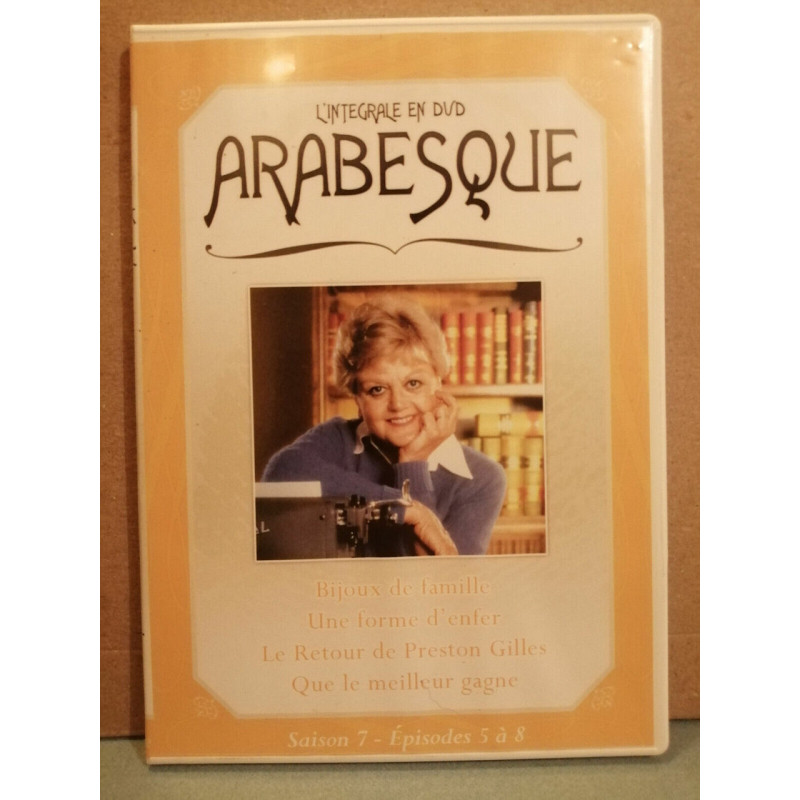 L'INTEGRALE EN DVD
ARABESQUE
Bijoux de famille
Une forme d'enfer
Le Retour de Preston Gilles
Que le meilleur gagne
Saison 7 - Épisodes 5 à 8